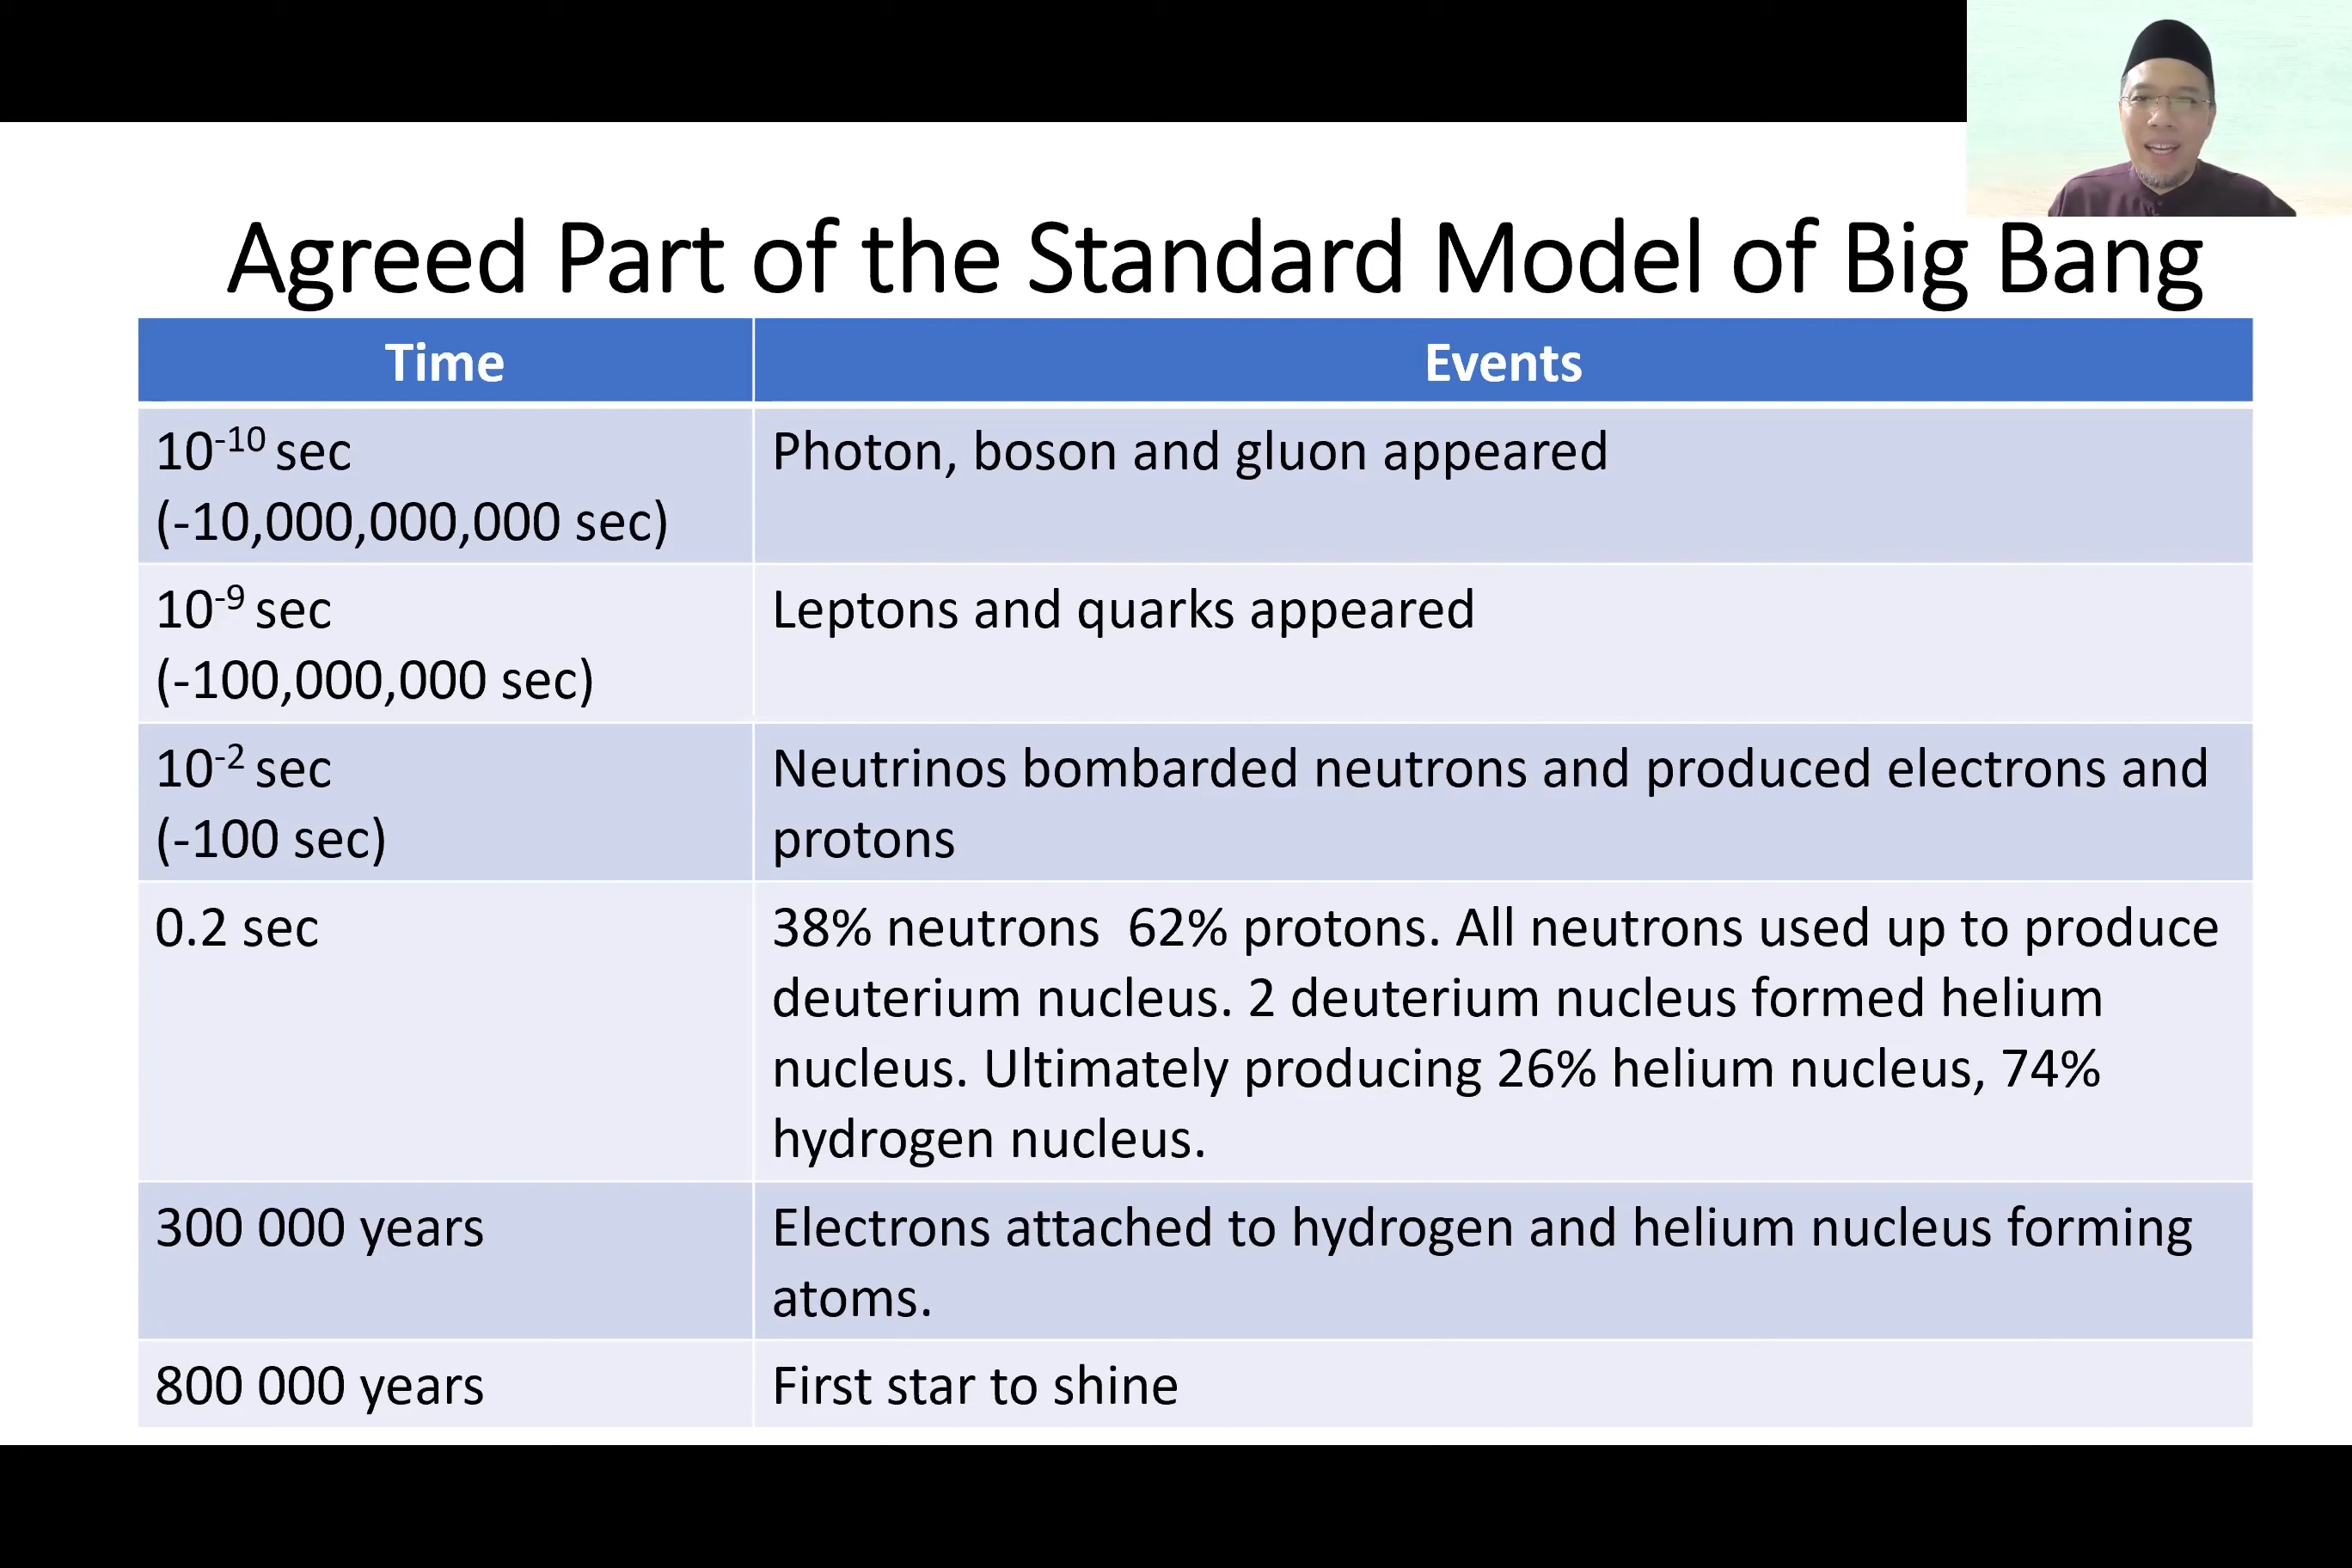 Agreed Part of the Standard Model of Big Bang
Time
Events
10⁻¹⁰ sec
(-10,000,000,000 sec)
Photon, boson and gluon appeared
10⁻⁹ sec
(-100,000,000 sec)
Leptons and quarks appeared
10⁻² sec
(-100 sec)
Neutrinos bombarded neutrons and produced electrons and
protons
0.2 sec
38% neutrons  62% protons. All neutrons used up to produce
deuterium nucleus. 2 deuterium nucleus formed helium
nucleus. Ultimately producing 26% helium nucleus, 74%
hydrogen nucleus.
300 000 years
Electrons attached to hydrogen and helium nucleus forming
atoms.
800 000 years
First star to shine